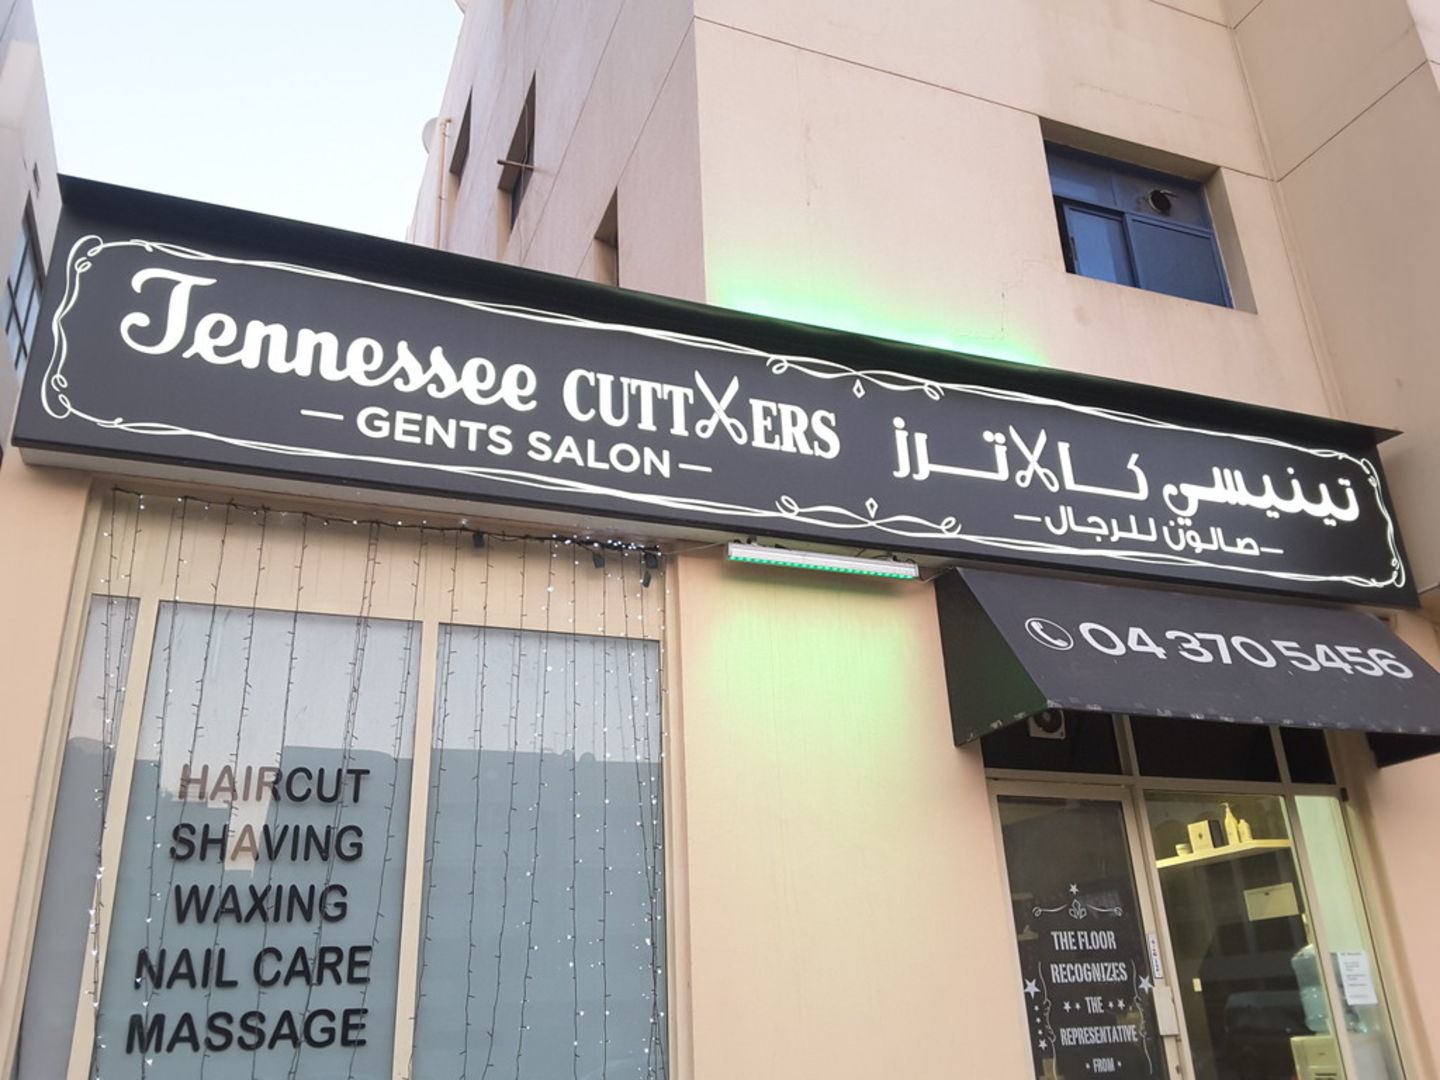 Tennessee CUTTERS
GENTS SALON
تينيسي كاترز
صالون للرجال
04 370 5456
HAIRCUT
SHAVING
WAXING
NAIL CARE
MASSAGE
THE FLOOR
RECOGNIZES
THE
REPRESENTATIVE
FROM